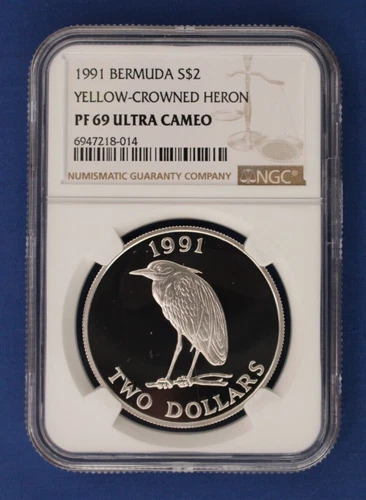 1991 BERMUDA S$2
YELLOW-CROWNED HERON
PF 69 ULTRA CAMEO
6947218-014
NUMISMATIC GUARANTY COMPANY NGC®
1991
TWO DOLLARS
NGC